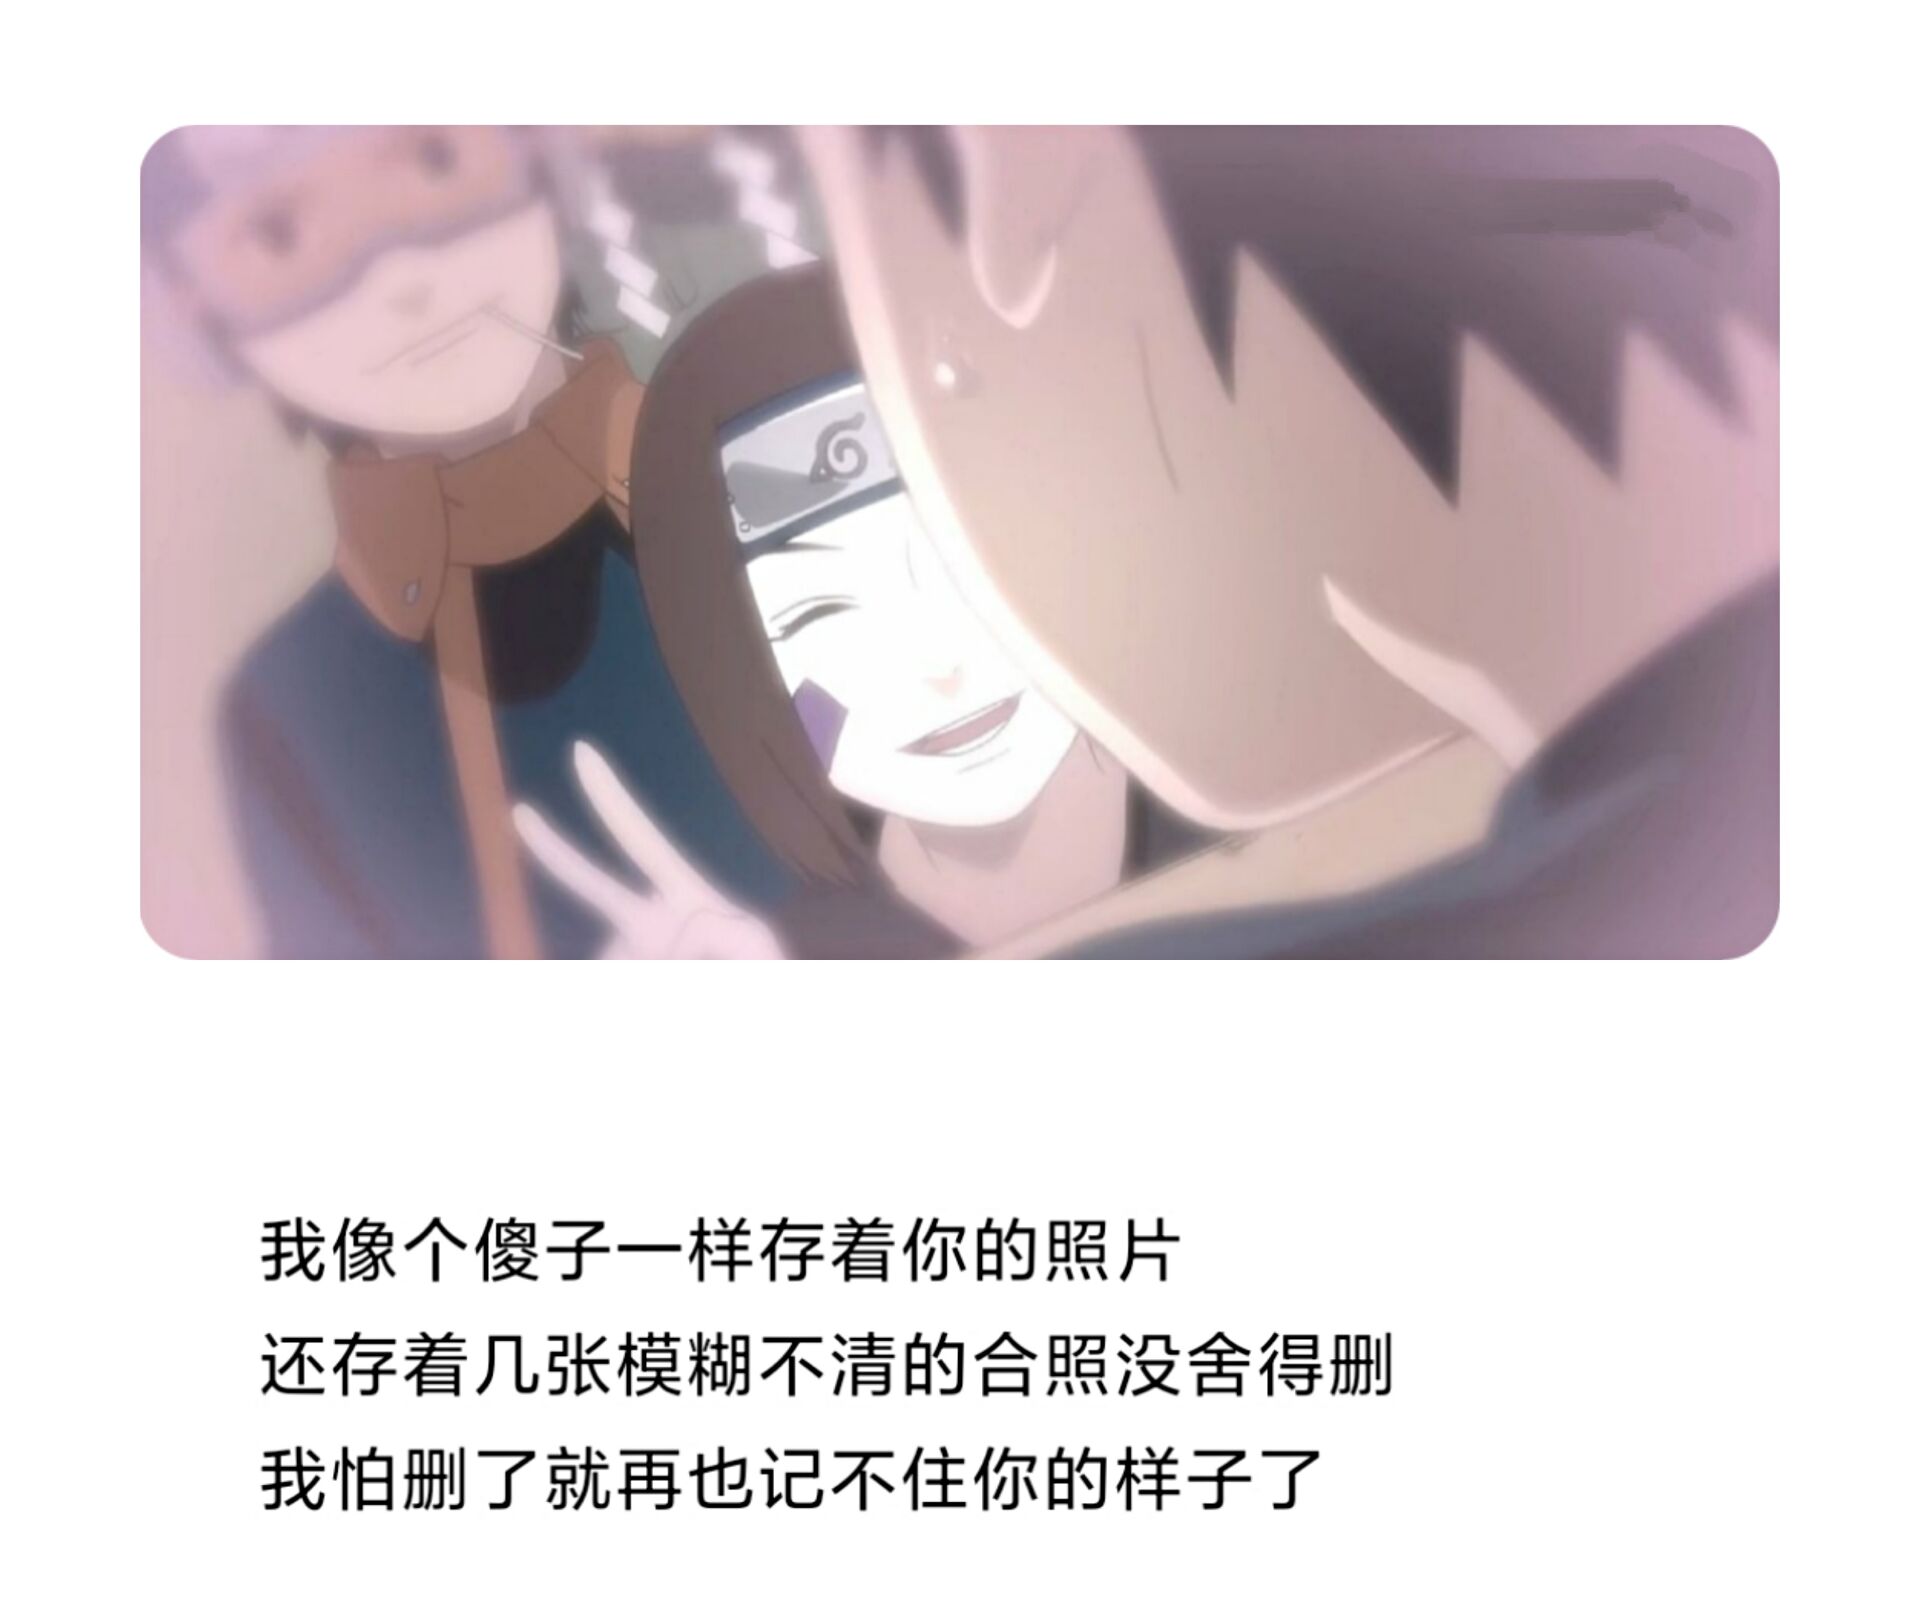 我像个傻子一样存着你的照片
还存着几张模糊不清的合照没舍得删
我怕删了就再也记不住你的样子了